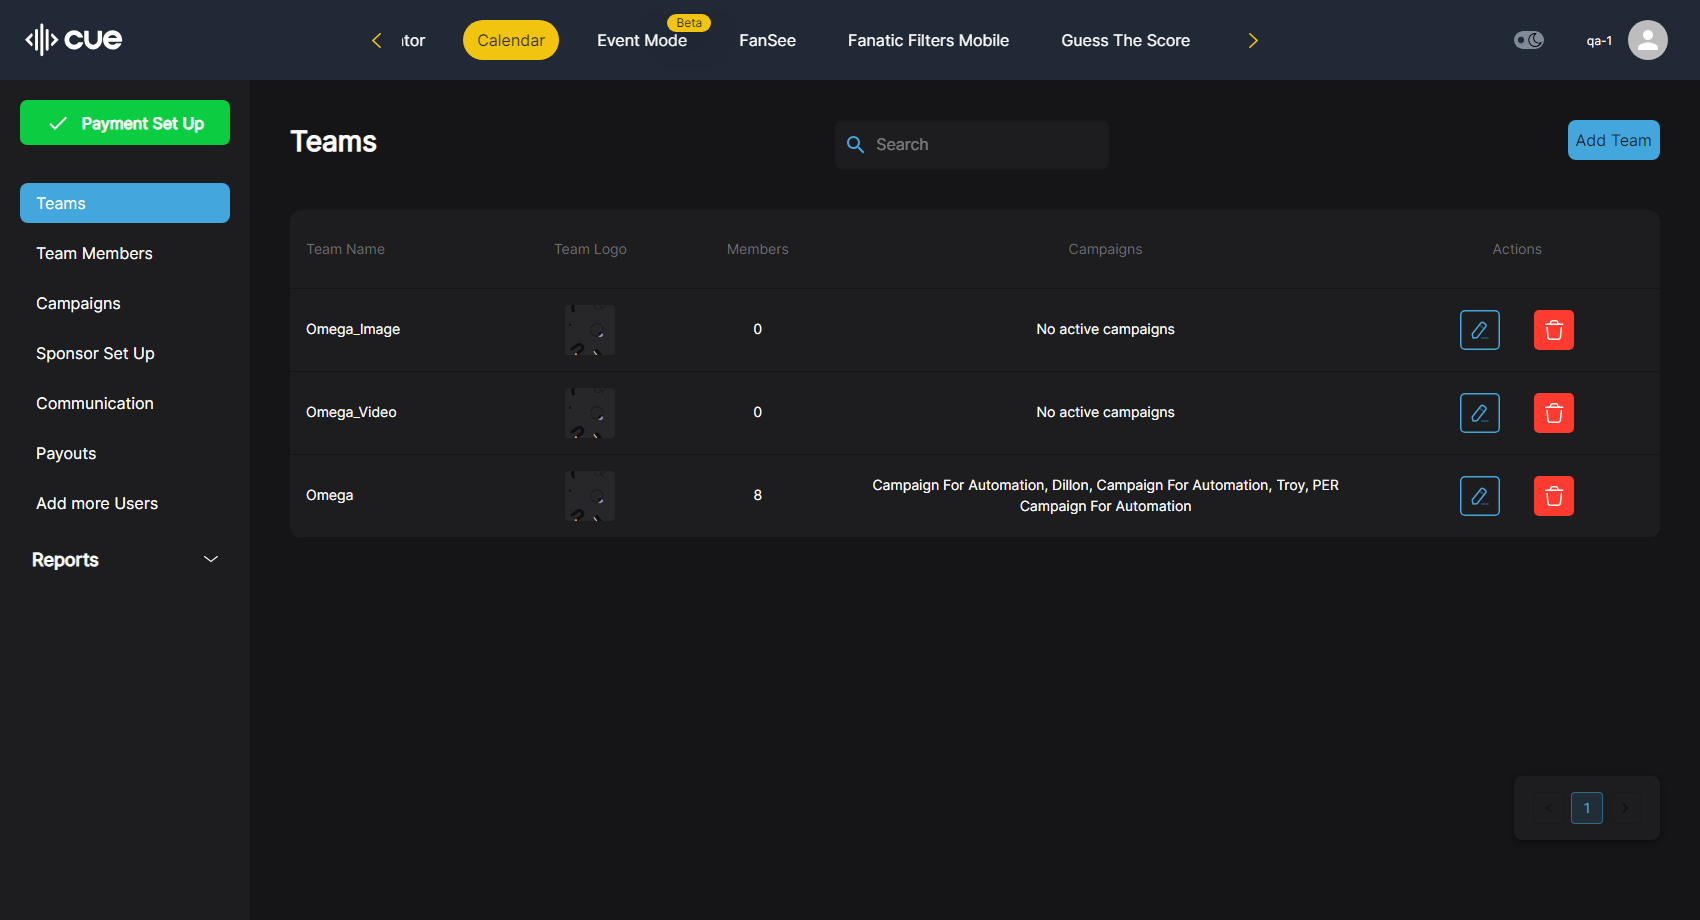 cue
tor
Calendar
Event Mode
Beta
FanSee
Fanatic Filters Mobile
Guess The Score
qa-1
Payment Set Up
Teams
Team Members
Campaigns
Sponsor Set Up
Communication
Payouts
Add more Users
Reports
Teams
Search
Add Team
Team Name Team Logo Members Campaigns Actions
Omega_Image 0 No active campaigns
Omega_Video 0 No active campaigns
Omega 8 Campaign For Automation, Dillon, Campaign For Automation, Troy, PER
Campaign For Automation
1